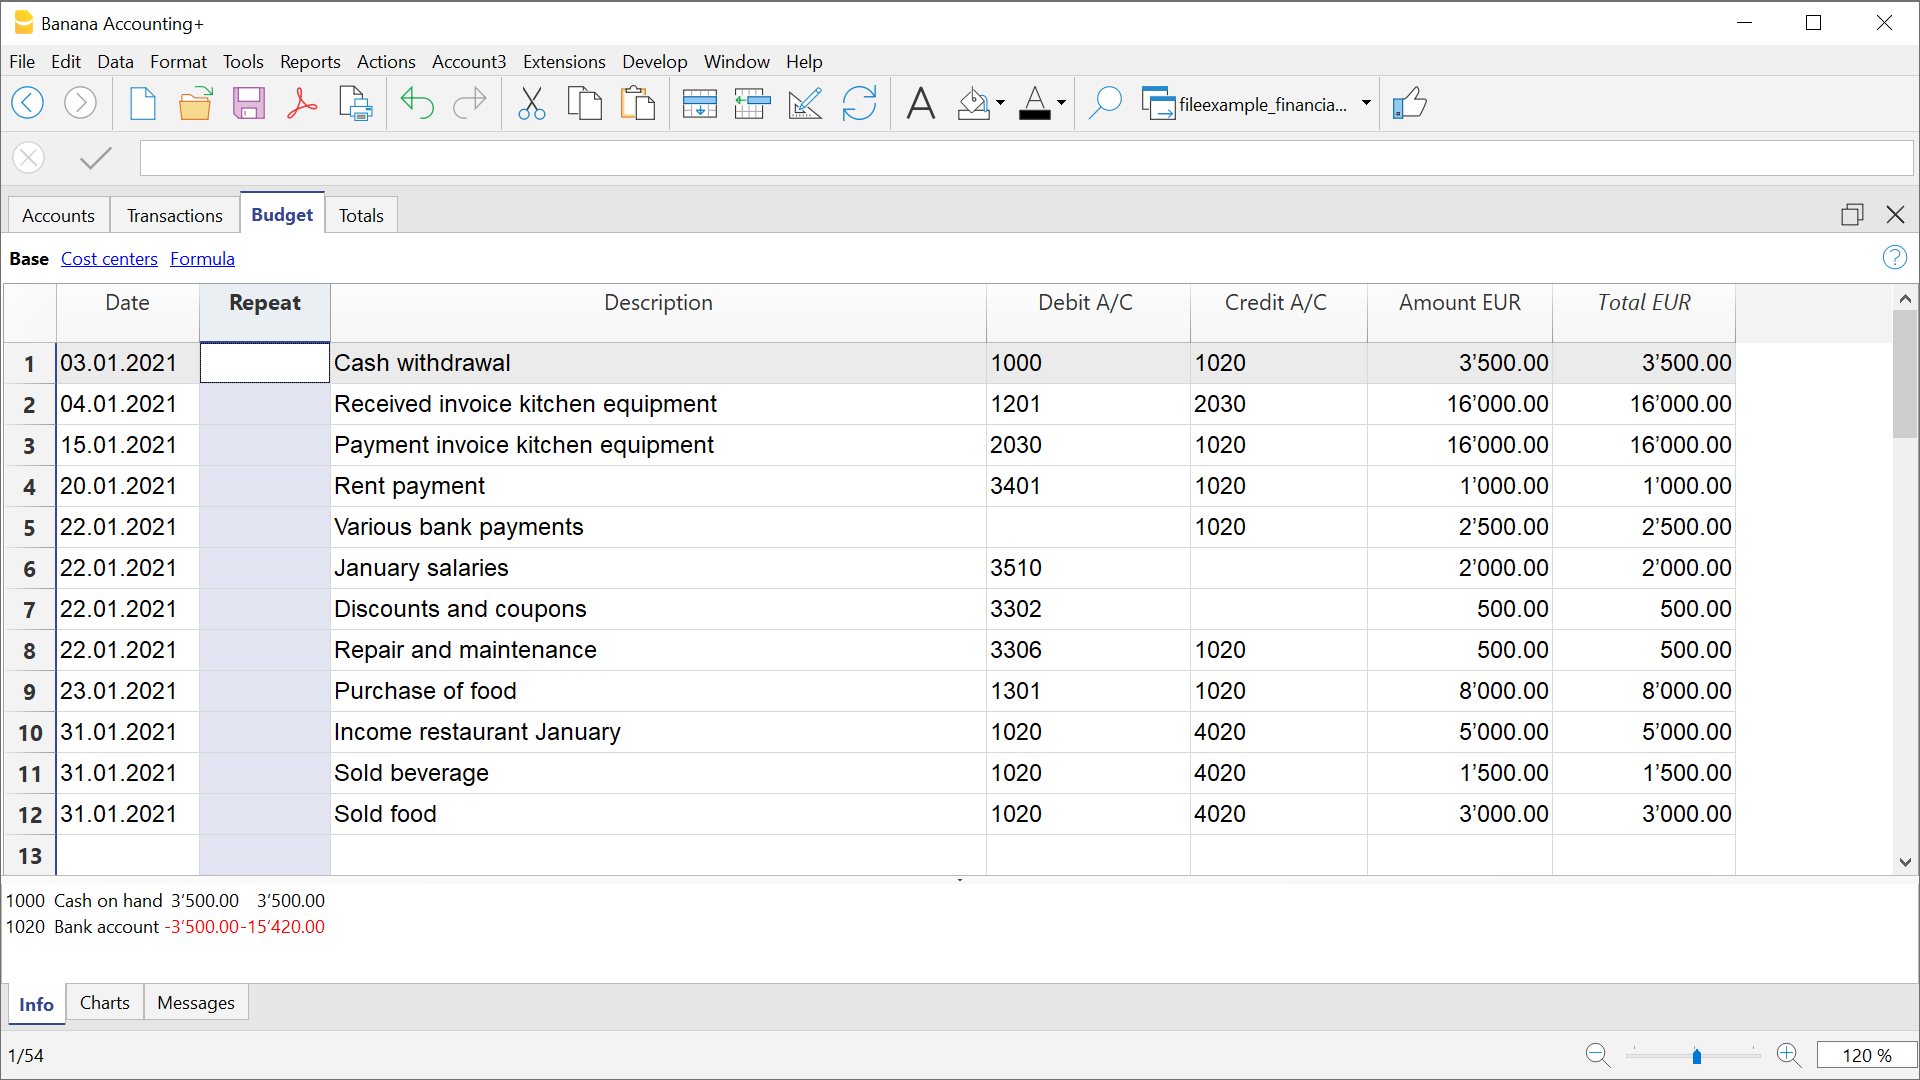 Banana Accounting+
File Edit Data Format Tools Reports Actions Account3 Extensions Develop Window Help
fileexample_financia...
Accounts Transactions Budget Totals
Base Cost centers Formula
Date Repeat Description Debit A/C Credit A/C Amount EUR Total EUR
1 03.01.2021 Cash withdrawal 1000 1020 3’500.00 3’500.00
2 04.01.2021 Received invoice kitchen equipment 1201 2030 16’000.00 16’000.00
3 15.01.2021 Payment invoice kitchen equipment 2030 1020 16’000.00 16’000.00
4 20.01.2021 Rent payment 3401 1020 1’000.00 1’000.00
5 22.01.2021 Various bank payments 1020 2’500.00 2’500.00
6 22.01.2021 January salaries 3510 2’000.00 2’000.00
7 22.01.2021 Discounts and coupons 3302 500.00 500.00
8 22.01.2021 Repair and maintenance 3306 1020 500.00 500.00
9 23.01.2021 Purchase of food 1301 1020 8’000.00 8’000.00
10 31.01.2021 Income restaurant January 1020 4020 5’000.00 5’000.00
11 31.01.2021 Sold beverage 1020 4020 1’500.00 1’500.00
12 31.01.2021 Sold food 1020 4020 3’000.00 3’000.00
13
1000 Cash on hand 3’500.00 3’500.00
1020 Bank account -3’500.00 -15’420.00
Info Charts Messages
1/54 120 %